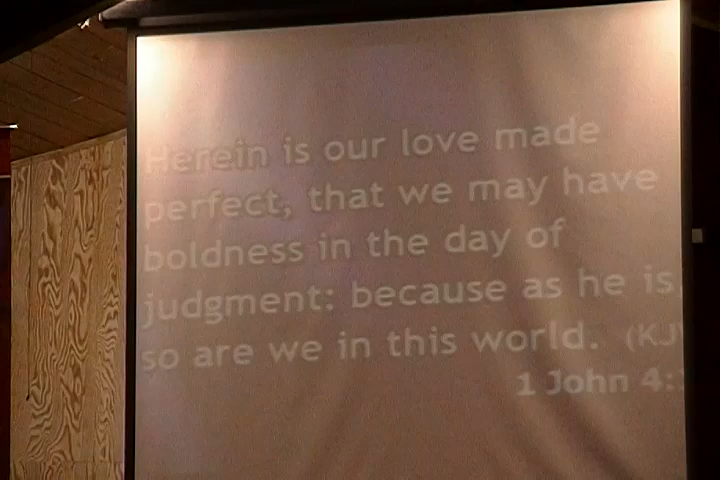 Herein is our love made
perfect, that we may have
boldness in the day of
judgment: because as he is,
so are we in this world. (KJV
1 John 4: